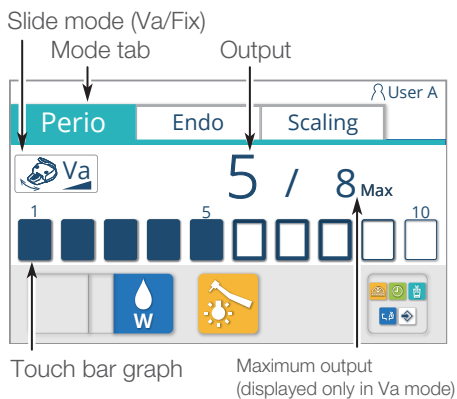 Slide mode (Va/Fix)
Mode tab
Output
User A
Perio
Endo
Scaling
Va
5 / 8 Max
1
5
10
W
Touch bar graph
Maximum output
(displayed only in Va mode)